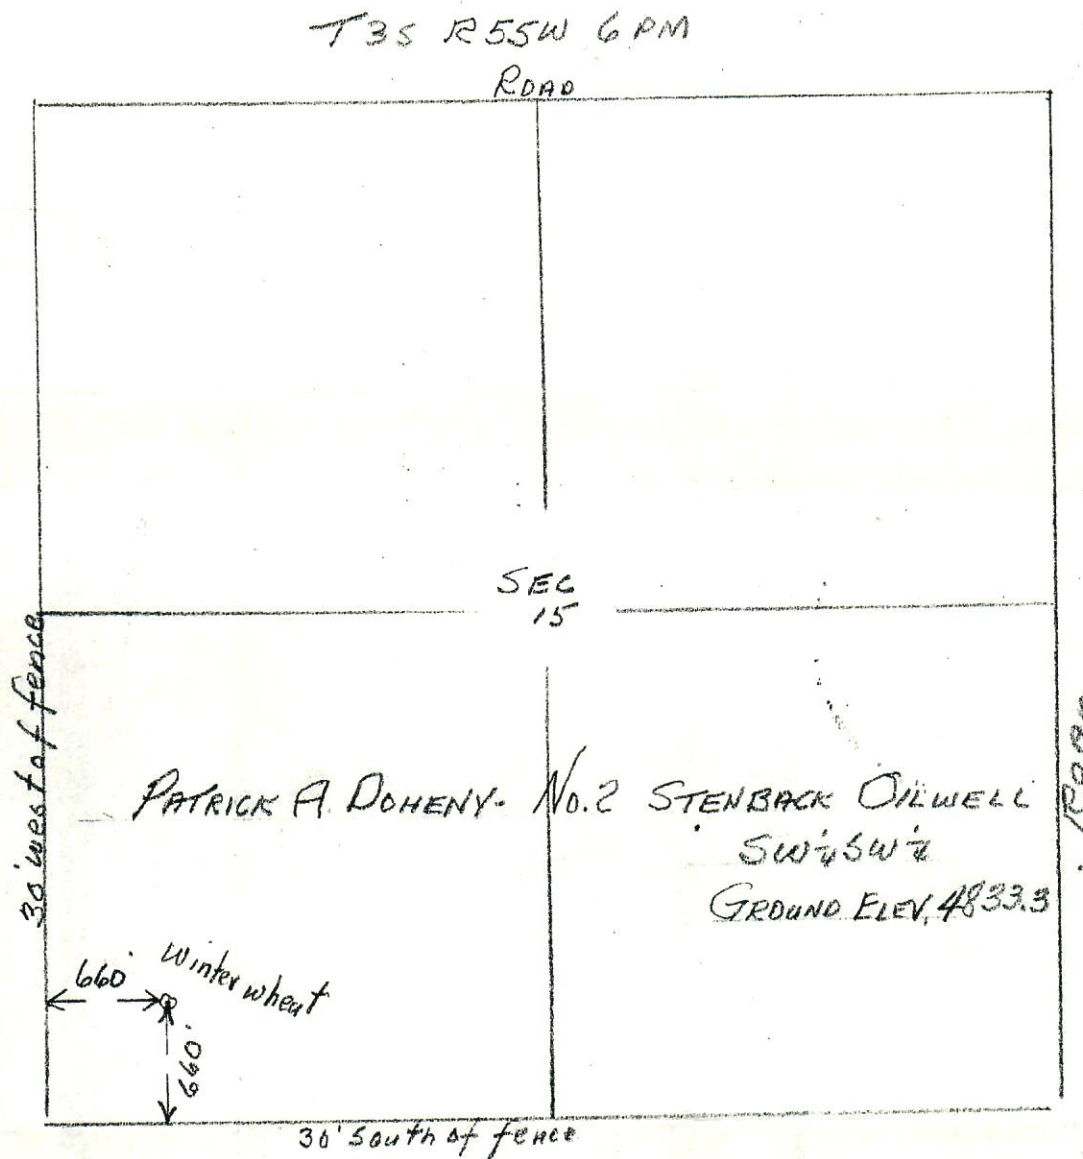 T3S R55W 6PM
ROAD
SEC
15
30' west of fence
ROAD
PATRICK A. DOHENY- No.2 STENBACK OILWELL
SW¼SW¼
GROUND ELEV. 4833.3
660'
winter wheat
660'
30' South of fence